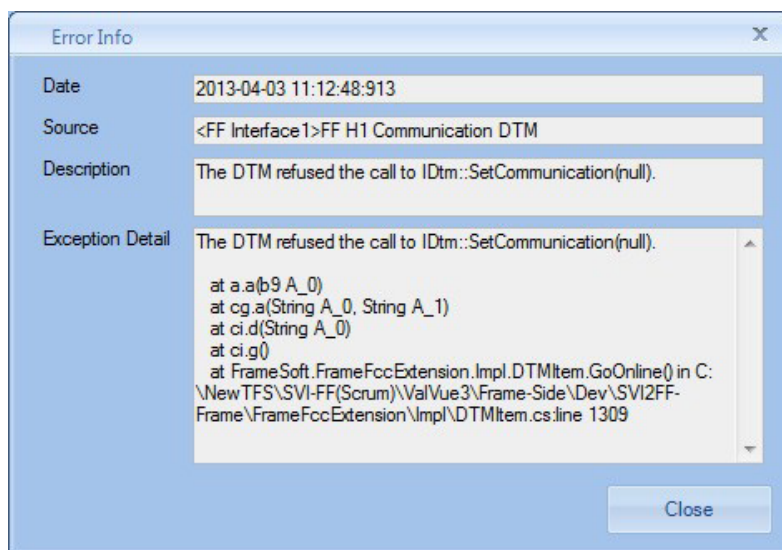 Error Info
Date
2013-04-03 11:12:48:913
Source
<FF Interface1>FF H1 Communication DTM
Description
The DTM refused the call to IDtm::SetCommunication(null).
Exception Detail
The DTM refused the call to IDtm::SetCommunication(null).
at a.a(b9 A_0)
at cg.a(String A_0, String A_1)
at ci.d(String A_0)
at ci.g()
at FrameSoft.FrameFccExtension.Impl.DTMItem.GoOnline() in C:
\NewTFS\SVI-FF(Scrum)\ValVue3\Frame-Side\Dev\SVI2FF-
Frame\FrameFccExtension\Impl\DTMItem.cs:line 1309
Close